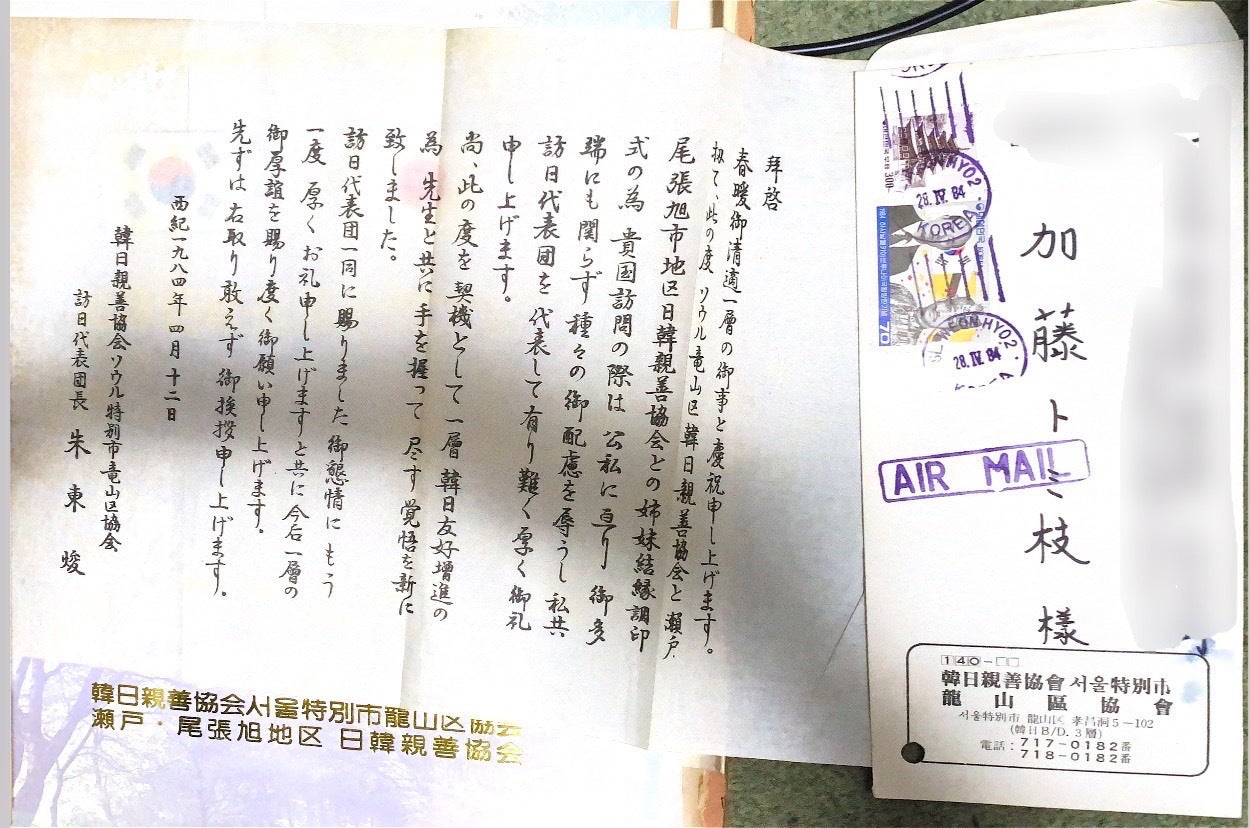 拝啓
春暖御清適一層の御事と慶祝申し上げます。
扨て、此の度 ソウル竜山区韓日親善協会と瀬戸、
尾張旭市地区日韓親善協会との姉妹結縁調印
式の為 貴国訪問の際は 公私に亘り 御多
端にも関らず 種々の御配慮を辱うし 私共
訪日代表団を代表して有り難く厚く御礼
申し上げます。
尚、此の度を契機として一層 韓日友好増進の
為 先生と共に手を握って 尽す覚悟を新に
致しました。
訪日代表団一同に賜りました御懇情にもう
一度 厚くお礼申し上げますと共に今后一層の
御厚誼を賜り度く御願い申し上げます。
先ずは右取り敢えず 御挨拶申し上げます。
西紀一九八四年四月十二日
韓日親善協会ソウル特別市竜山区協会
訪日代表団長 朱東燮
韓日親善協会서울特別市龍山区協会
瀬戸・尾張旭地区 日韓親善協会
300
70
28. IV. 84
KOREA
28. IV. 84
加藤トミ枝様
AIR MAIL
140-□□
韓日親善協會 서울特別市
龍山區協會
서울特別市 龍山区 孝昌洞5-102
(韓日B/D.3層)
電話:717-0182番
718-0182番